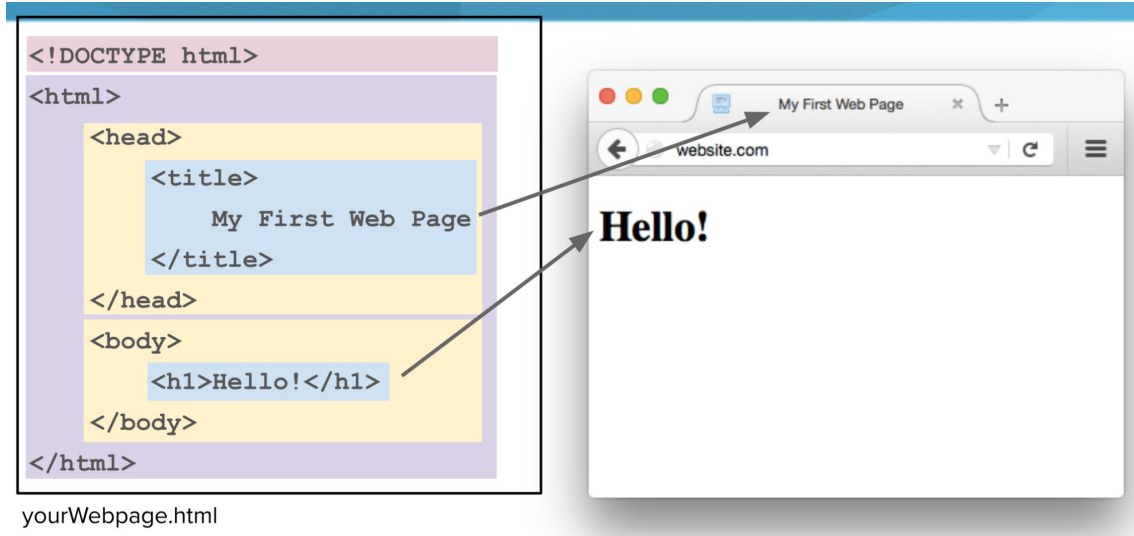 <!DOCTYPE html>
<html>
<head>
<title>
My First Web Page
</title>
</head>
<body>
<h1>Hello!</h1>
</body>
</html>
yourWebpage.html
My First Web Page
website.com
Hello!